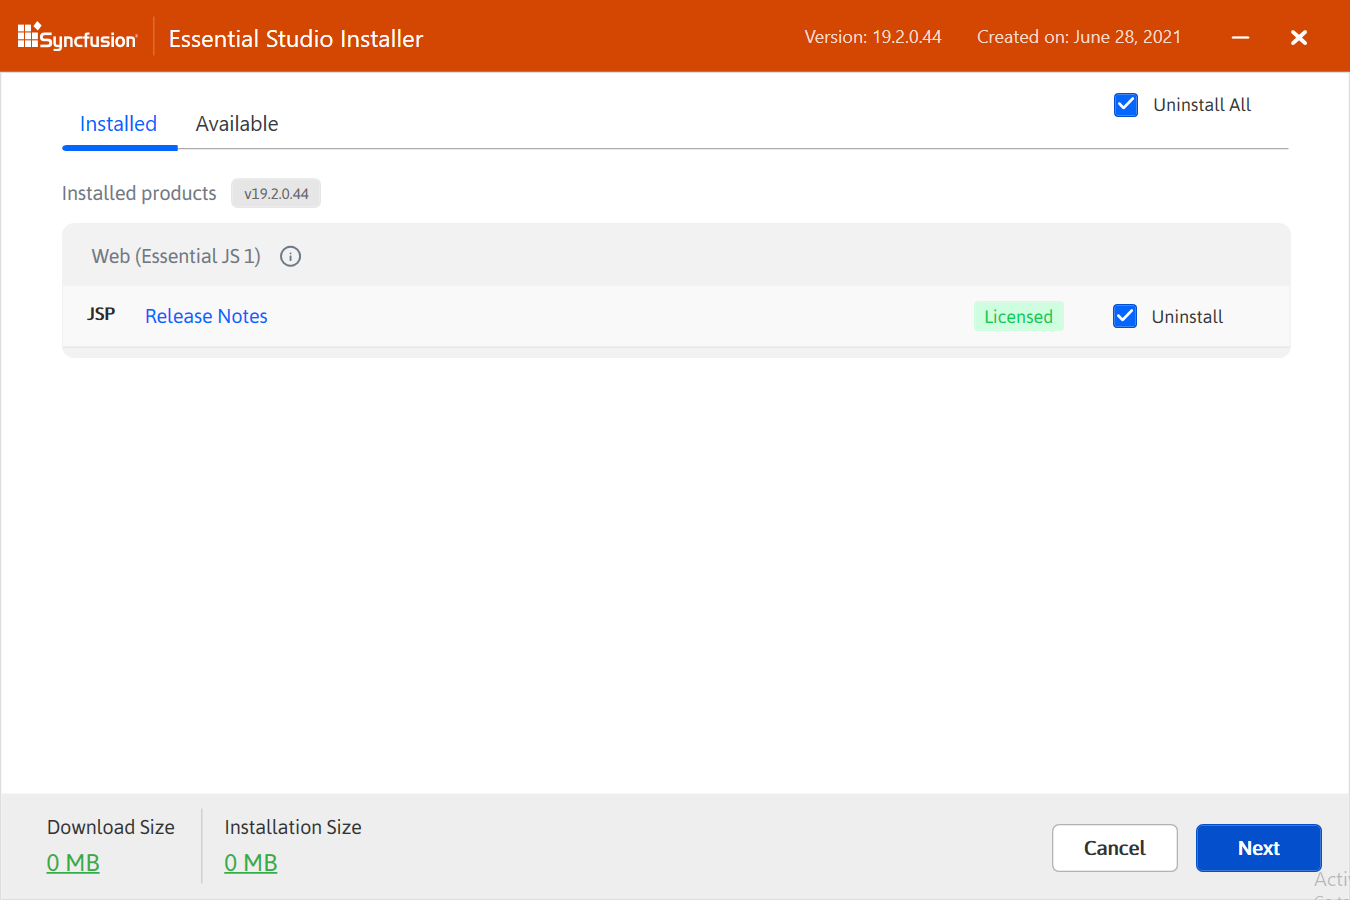 Syncfusion Essential Studio Installer Version: 19.2.0.44 Created on: June 28, 2021
Installed Available Uninstall All
Installed products v19.2.0.44
Web (Essential JS 1)
JSP Release Notes Licensed Uninstall
Download Size Installation Size
0 MB 0 MB
Cancel Next